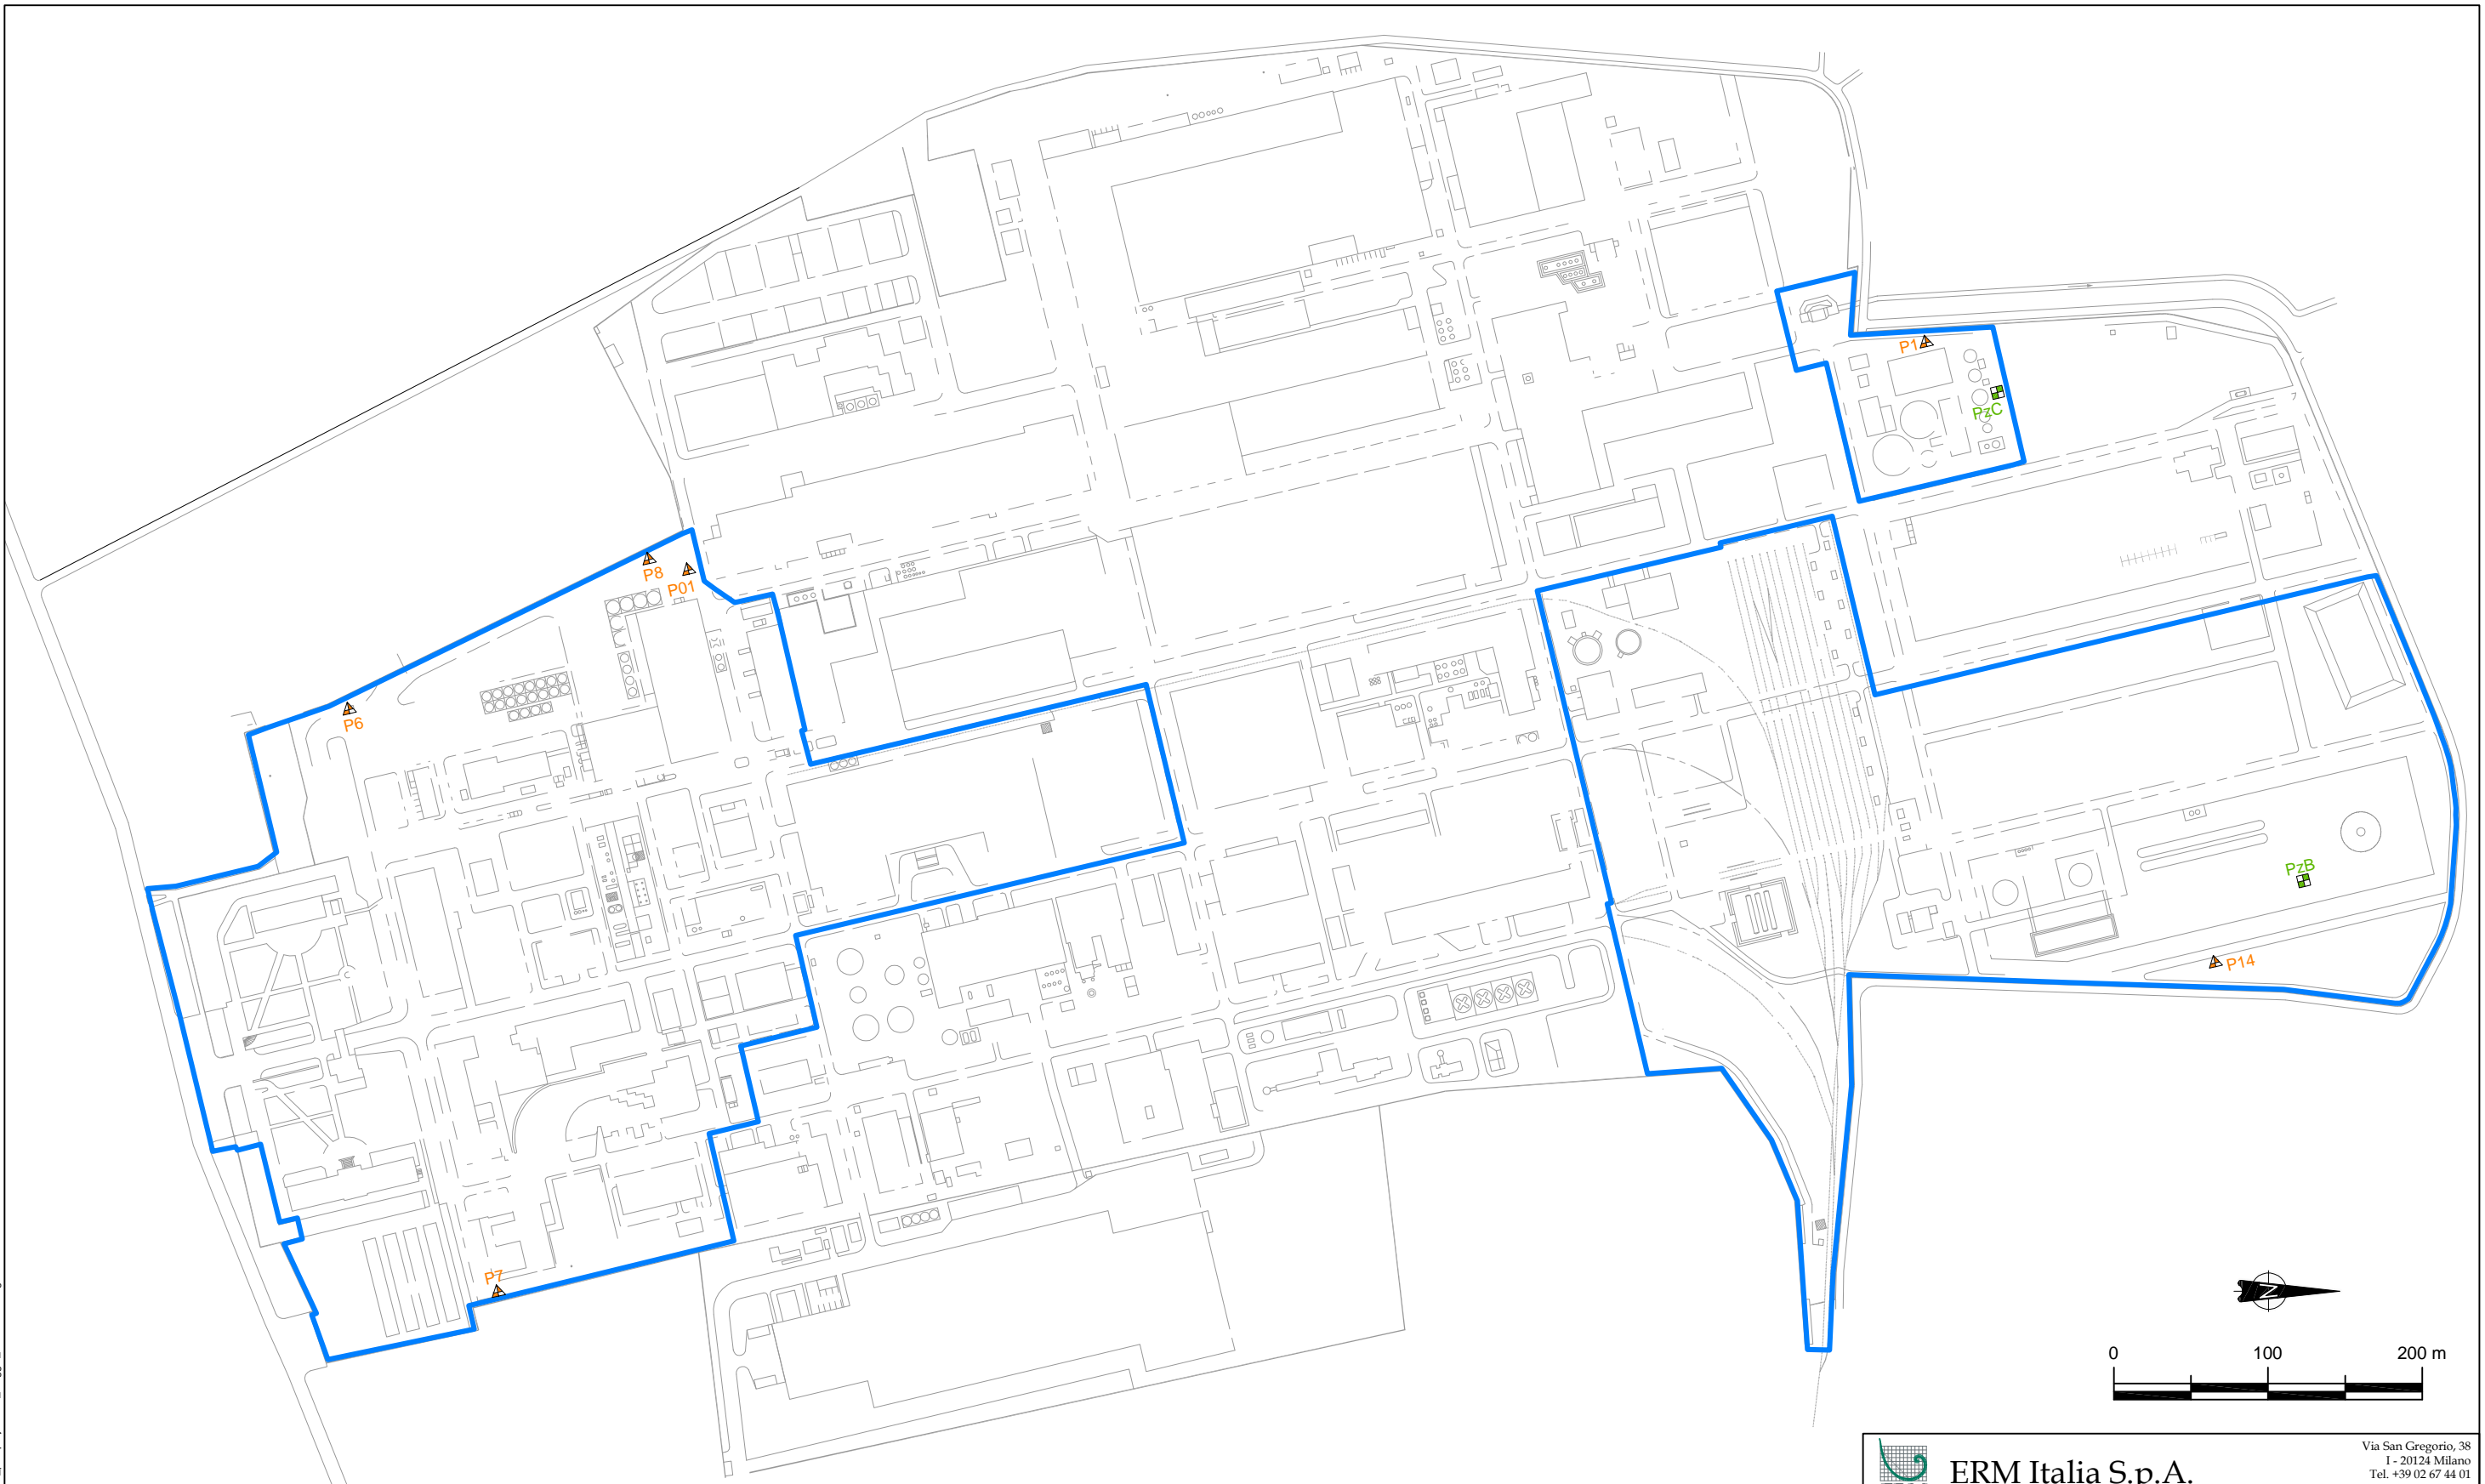 P1
PzC
P8
P01
P6
PzB
P14
P7
N
0 100 200 m
Via San Gregorio, 38
I - 20124 Milano
ERM Italia S.p.A.
Tel. +39 02 67 44 01